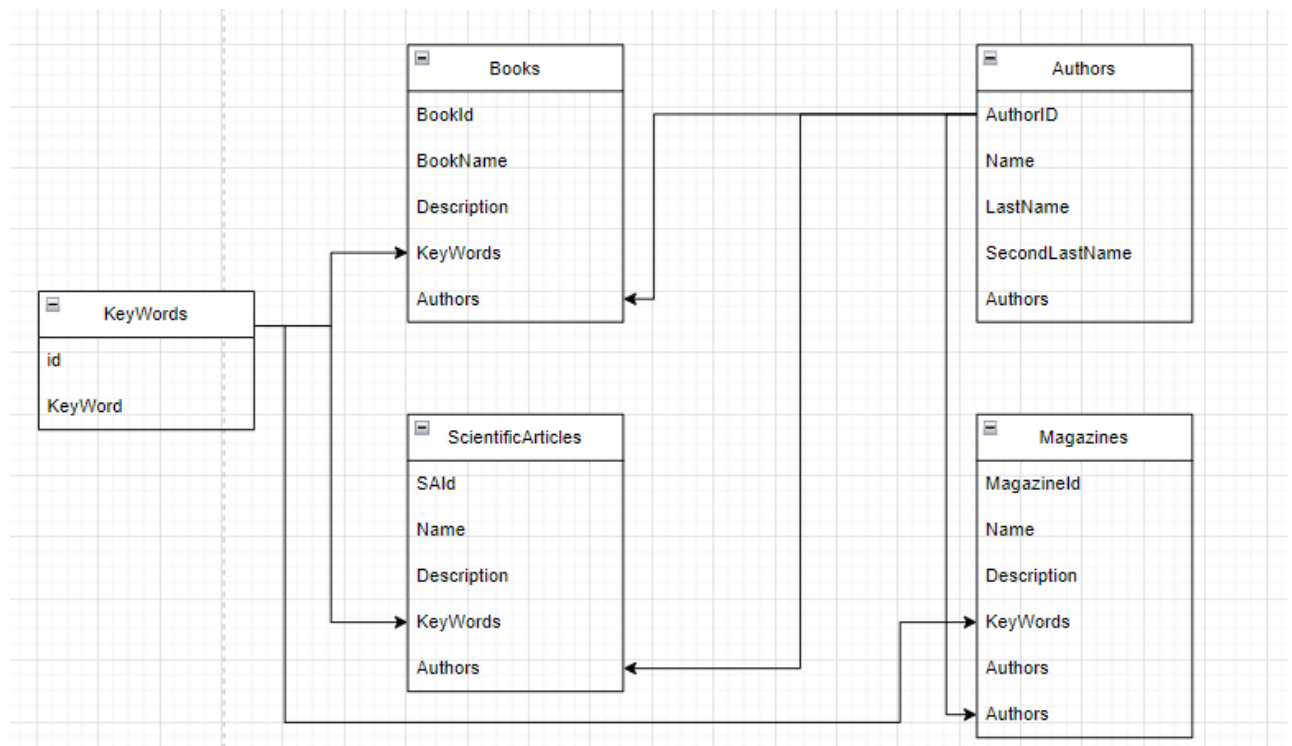 Books
BookId
BookName
Description
KeyWords
Authors
Authors
AuthorID
Name
LastName
SecondLastName
Authors
KeyWords
id
KeyWord
ScientificArticles
SAId
Name
Description
KeyWords
Authors
Magazines
MagazineId
Name
Description
KeyWords
Authors
Authors